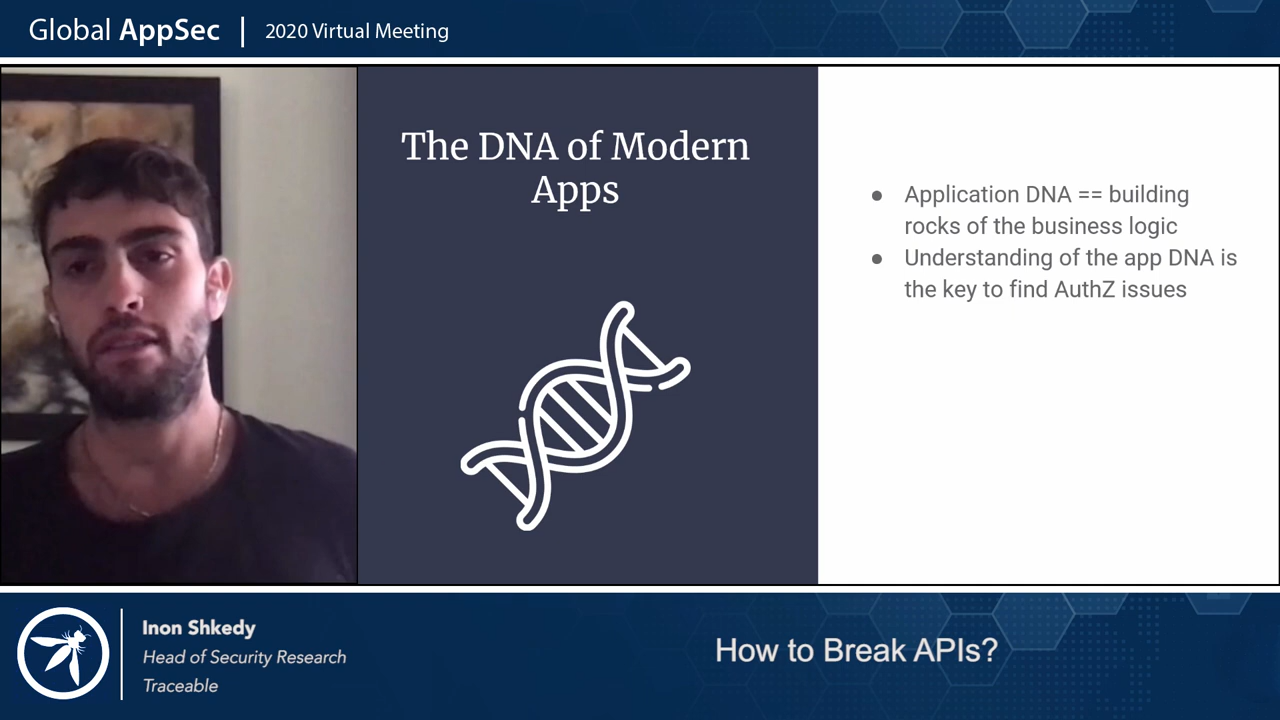 Global AppSec | 2020 Virtual Meeting
The DNA of Modern
Apps
● Application DNA == building
rocks of the business logic
● Understanding of the app DNA is
the key to find AuthZ issues
Inon Shkedy
Head of Security Research
Traceable
How to Break APIs?